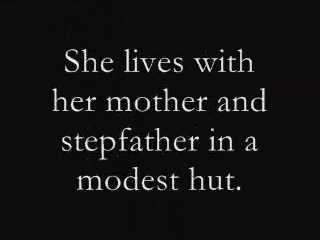 She lives with
her mother and
stepfather in a
modest hut.